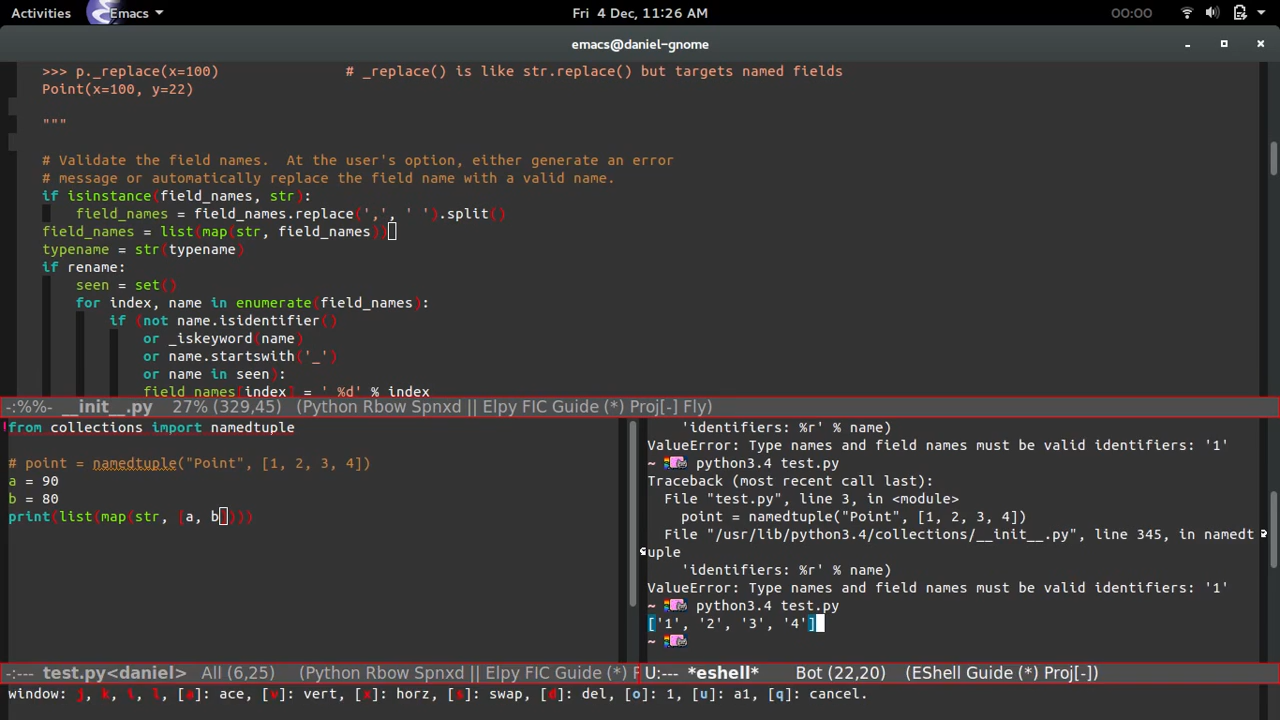 Activities Emacs Fri 4 Dec, 11:26 AM 00:00
emacs@daniel-gnome
>>> p._replace(x=100) # _replace() is like str.replace() but targets named fields
Point(x=100, y=22)
"""
# Validate the field names.  At the user's option, either generate an error
# message or automatically replace the field name with a valid name.
if isinstance(field_names, str):
field_names = field_names.replace(',', ' ').split()
field_names = list(map(str, field_names))
typename = str(typename)
if rename:
seen = set()
for index, name in enumerate(field_names):
if (not name.isidentifier()
or _iskeyword(name)
or name.startswith('_')
or name in seen):
field_names[index] = '_%d' % index
-:%%- __init__.py 27% (329,45) (Python Rbow Spnxd || Elpy FIC Guide (*) Proj[-] Fly)
from collections import namedtuple
# point = namedtuple("Point", [1, 2, 3, 4])
a = 90
b = 80
print(list(map(str, [a, b])))
-:--- test.py<daniel> All (6,25) (Python Rbow Spnxd || Elpy FIC Guide (*) P
'identifiers: %r' % name)
ValueError: Type names and field names must be valid identifiers: '1'
~ python3.4 test.py
Traceback (most recent call last):
File "test.py", line 3, in <module>
point = namedtuple("Point", [1, 2, 3, 4])
File "/usr/lib/python3.4/collections/__init__.py", line 345, in namedt
uple
'identifiers: %r' % name)
ValueError: Type names and field names must be valid identifiers: '1'
~ python3.4 test.py
['1', '2', '3', '4']
~
U:--- *eshell* Bot (22,20) (EShell Guide (*) Proj[-])
window: j, k, i, l, [a]: ace, [v]: vert, [x]: horz, [s]: swap, [d]: del, [o]: 1, [u]: a1, [q]: cancel.